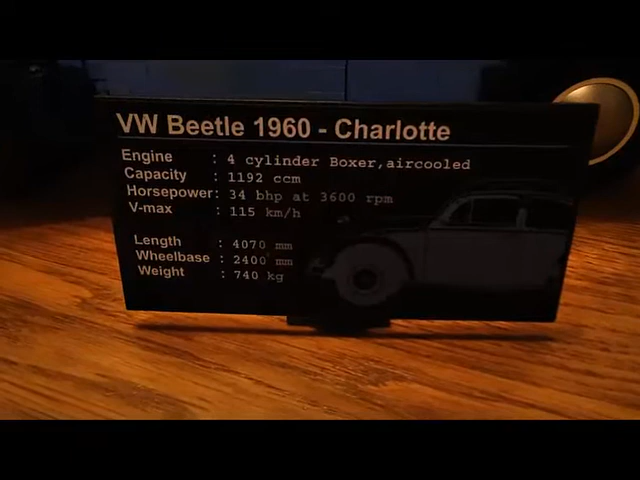 VW Beetle 1960 - Charlotte
Engine : 4 cylinder Boxer,aircooled
Capacity : 1192 ccm
Horsepower: 34 bhp at 3600 rpm
V-max : 115 km/h
Length : 4070 mm
Wheelbase : 2400 mm
Weight : 740 kg